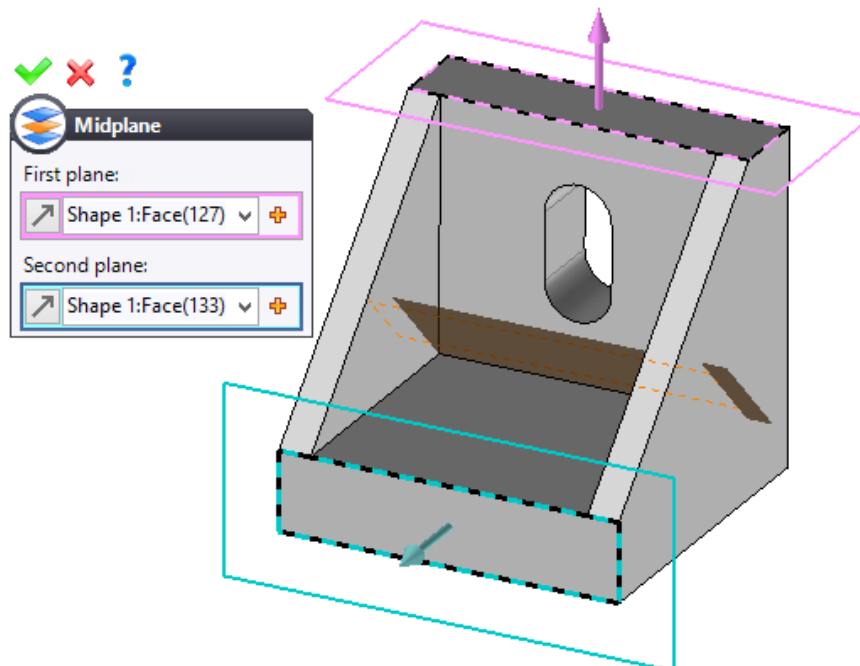 ?
Midplane
First plane:
Shape 1:Face(127)
Second plane:
Shape 1:Face(133)